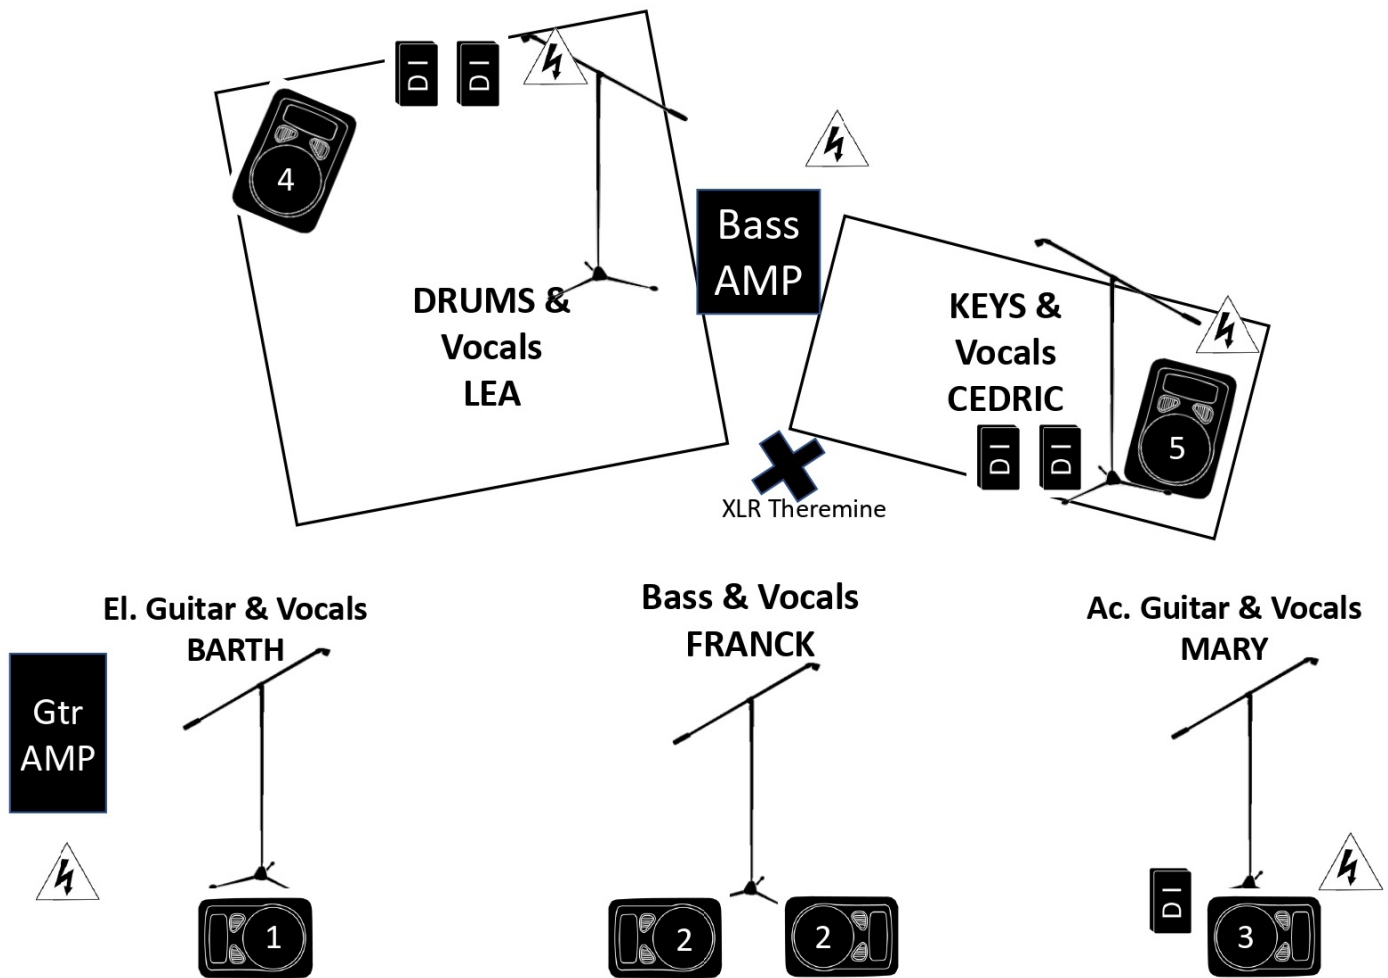 DI
DI
4
Bass
AMP
DRUMS &
Vocals
LEA
KEYS &
Vocals
CEDRIC
DI
DI
5
XLR Theremine
El. Guitar & Vocals
BARTH
Bass & Vocals
FRANCK
Ac. Guitar & Vocals
MARY
Gtr
AMP
DI
1
2
2
3